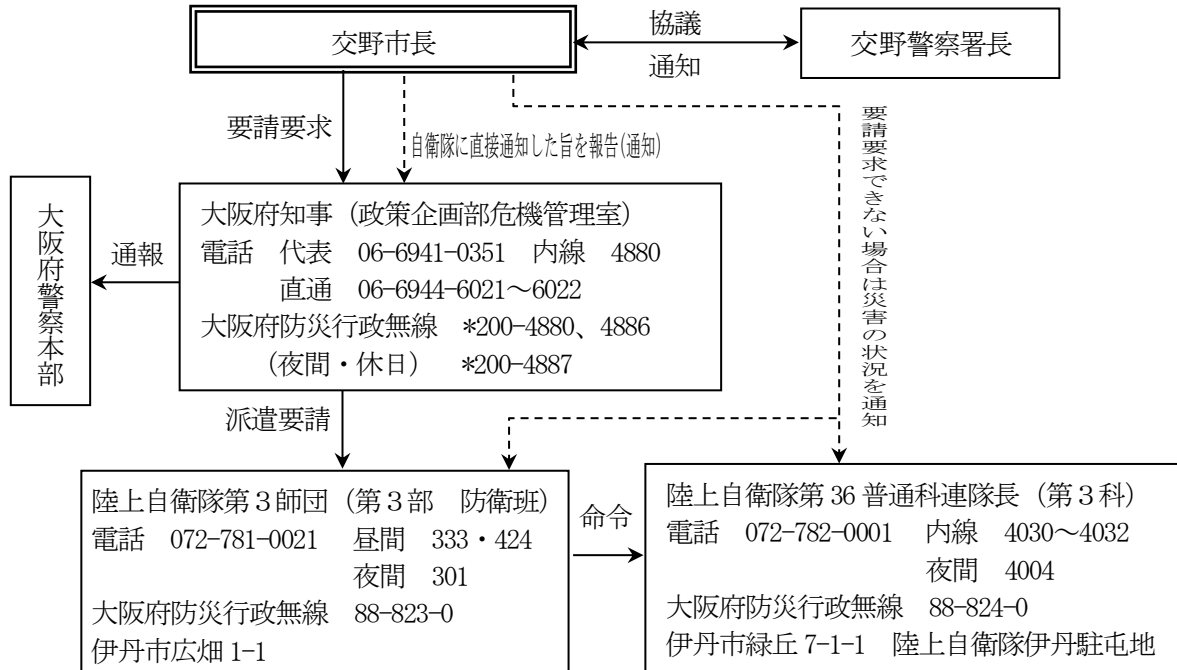 交野市長
協議
通知
交野警察署長
要請要求
自衛隊に直接通知した旨を報告(通知)
要請要求できない場合は災害の状況を通知
大阪府警察本部
通報
大阪府知事（政策企画部危機管理室）
電話　代表　06-6941-0351　内線　4880
直通　06-6944-6021～6022
大阪府防災行政無線　*200-4880、4886
（夜間・休日）　*200-4887
派遣要請
陸上自衛隊第３師団（第３部　防衛班）
電話　072-781-0021　昼間　333・424
夜間　301
大阪府防災行政無線　88-823-0
伊丹市広畑 1-1
命令
陸上自衛隊第 36 普通科連隊長（第３科）
電話　072-782-0001　内線　4030～4032
夜間　4004
大阪府防災行政無線　88-824-0
伊丹市緑丘 7-1-1　陸上自衛隊伊丹駐屯地